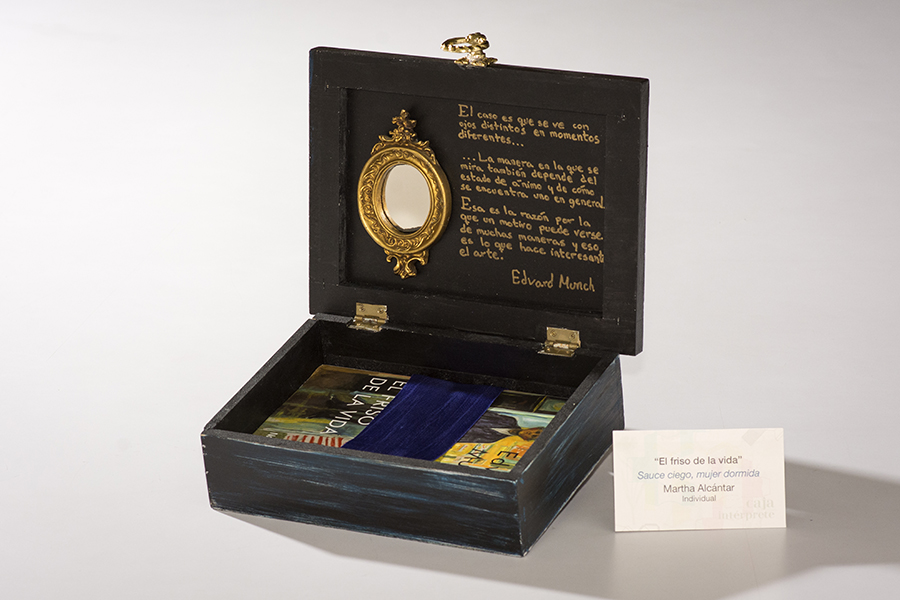 El caso es que se ve con
ojos distintos en momentos
diferentes...
...La manera en la que se
mira también depende del
estado de ánimo y de cómo
se encuentra uno en general.
Esa es la razón por la
que un motivo puede verse
de muchas maneras y eso
es lo que hace interesante
el arte.
Edvard Munch
EL FRISO
DE LA VIDA
"El friso de la vida"
Sauce ciego, mujer dormida
Martha Alcántar
Individual
caja
intérprete